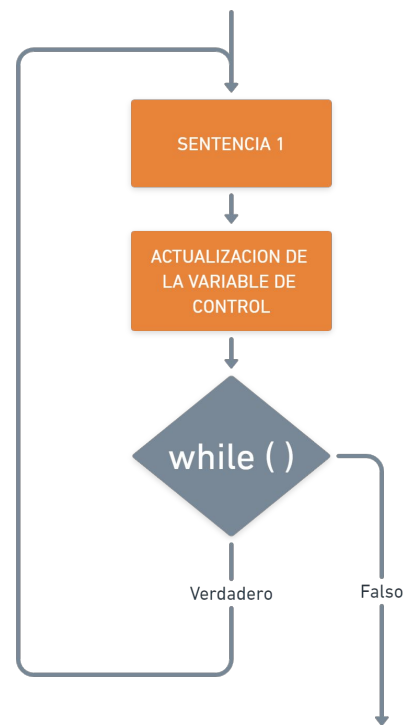 SENTENCIA 1
ACTUALIZACION DE
LA VARIABLE DE
CONTROL
while ( )
Verdadero
Falso